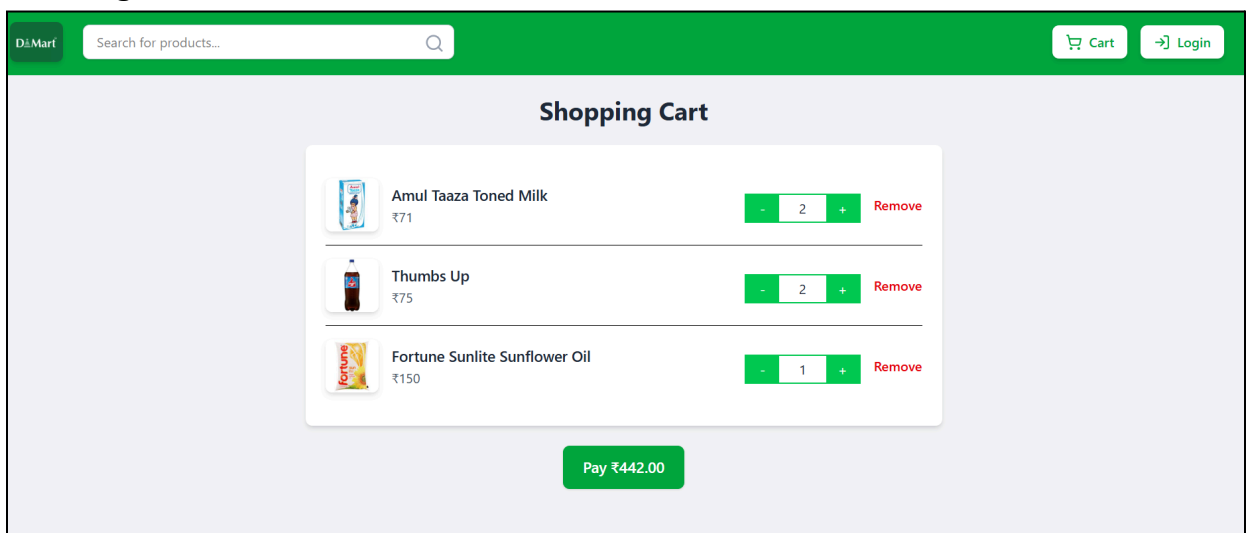 D Mart
Search for products...
Cart
Login
Shopping Cart
Amul Taaza Toned Milk
₹71
- 2 +
Remove
Thumbs Up
₹75
- 2 +
Remove
fortune
Fortune Sunlite Sunflower Oil
₹150
- 1 +
Remove
Pay ₹442.00